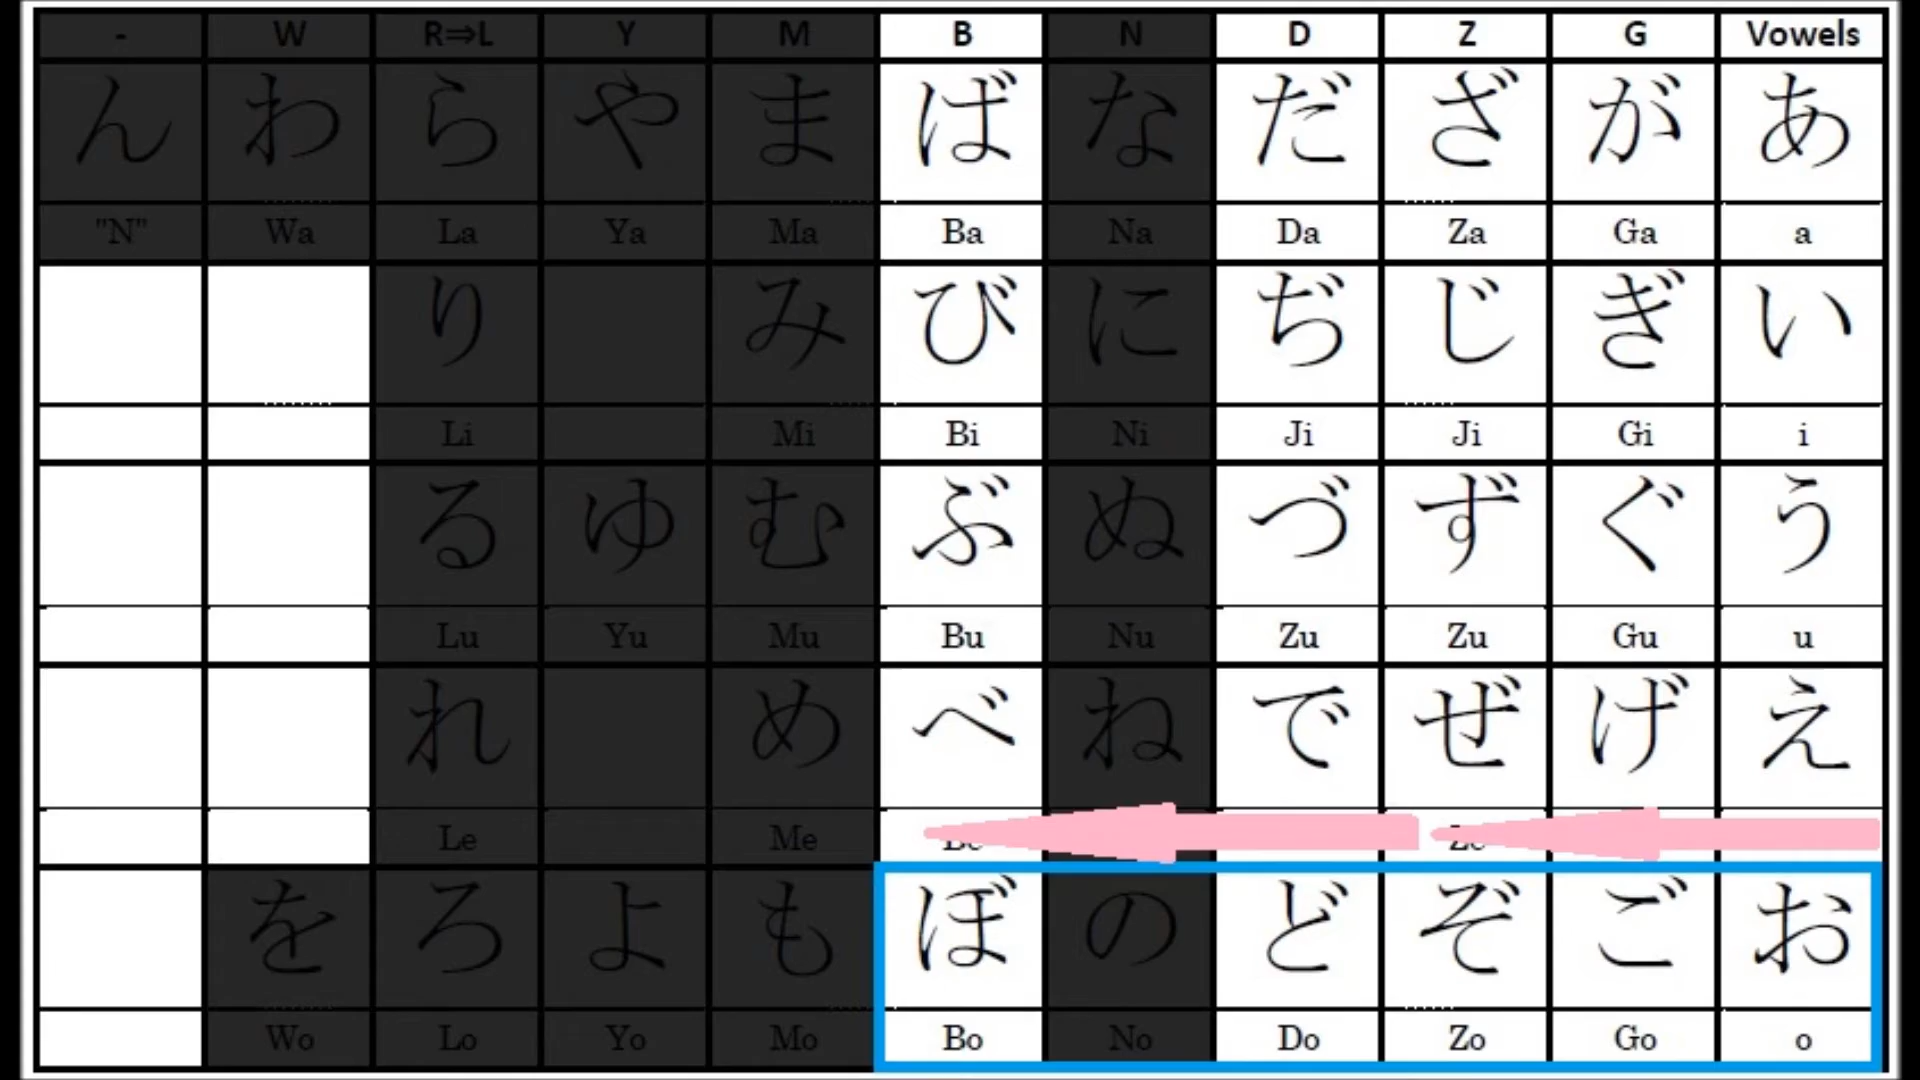 - W R⇒L Y M B N D Z G Vowels
ん わ ら や ま ば な だ ざ が あ
"N" Wa La Ya Ma Ba Na Da Za Ga a
り み び に ぢ じ ぎ い
Li Mi Bi Ni Ji Ji Gi i
る ゆ む ぶ ぬ づ ず ぐ う
Lu Yu Mu Bu Nu Zu Zu Gu u
れ め べ ね で ぜ げ え
Le Me Be Ze
を ろ よ も ぼ の ど ぞ ご お
Wo Lo Yo Mo Bo No Do Zo Go o